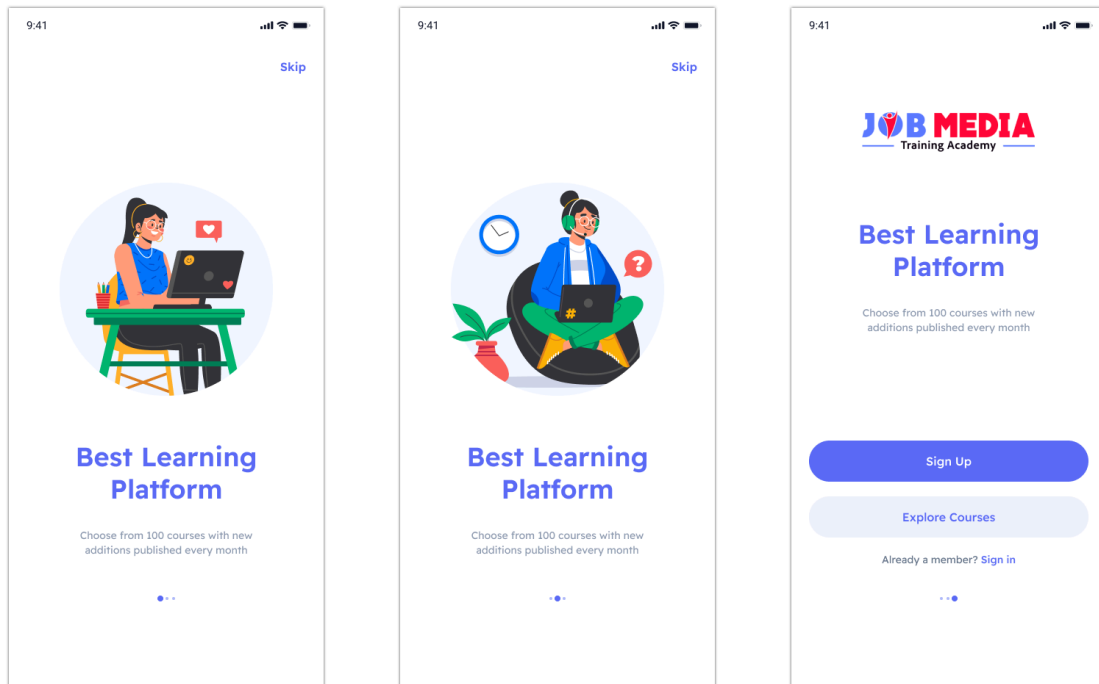 9:41
Skip
Best Learning
Platform
Choose from 100 courses with new
additions published every month
9:41
Skip
?
#
Best Learning
Platform
Choose from 100 courses with new
additions published every month
9:41
JOB MEDIA
Training Academy
Best Learning
Platform
Choose from 100 courses with new
additions published every month
Sign Up
Explore Courses
Already a member? Sign in